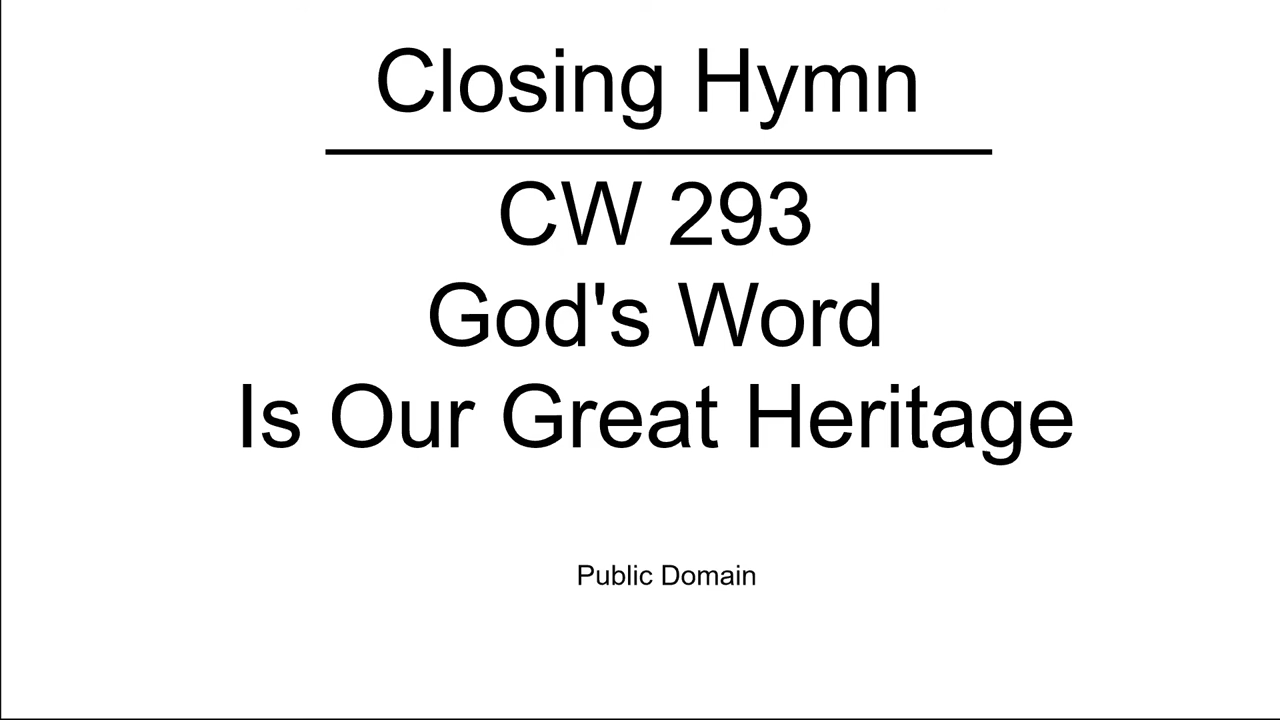 Closing Hymn
CW 293
God's Word
Is Our Great Heritage
Public Domain